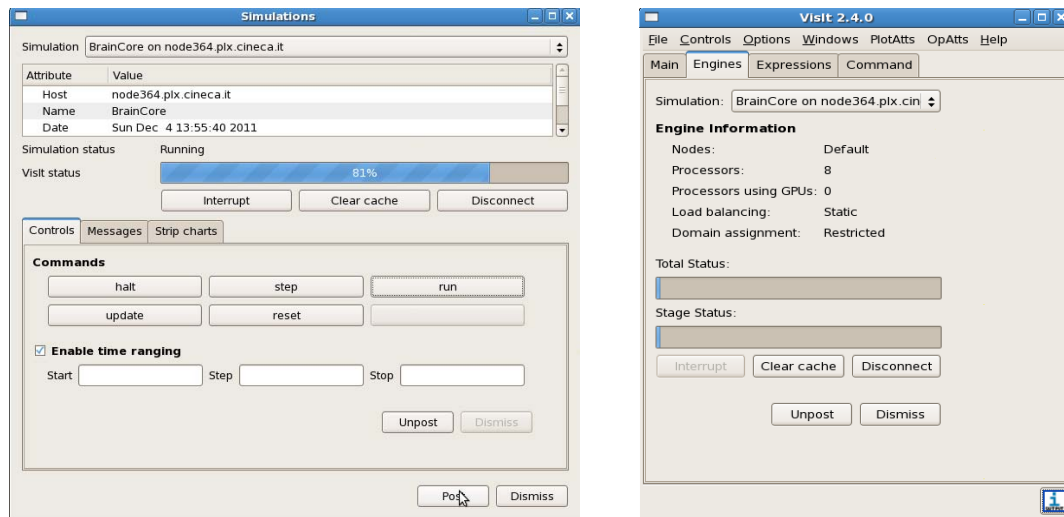 Simulations
Simulation BrainCore on node364.plx.cineca.it
Attribute Value
Host node364.plx.cineca.it
Name BrainCore
Date Sun Dec 4 13:55:40 2011
Simulation status Running
VisIt status 81%
Interrupt Clear cache Disconnect
Controls Messages Strip charts
Commands
halt step run
update reset
Enable time ranging
Start Step Stop
Unpost Dismiss
Dismiss
VisIt 2.4.0
File Controls Options Windows PlotAtts OpAtts Help
Main Engines Expressions Command
Simulation: BrainCore on node364.plx.cin
Engine Information
Nodes: Default
Processors: 8
Processors using GPUs: 0
Load balancing: Static
Domain assignment: Restricted
Total Status:
Stage Status:
Interrupt Clear cache Disconnect
Unpost Dismiss